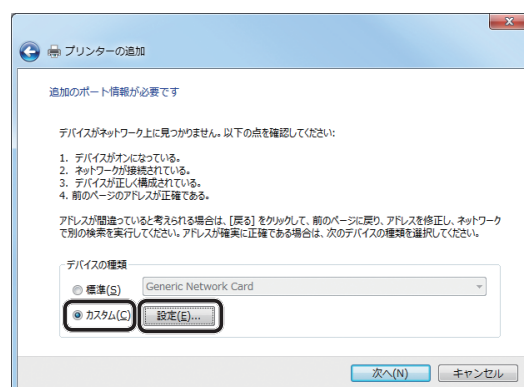 プリンターの追加
追加のポート情報が必要です
デバイスがネットワーク上に見つかりません。以下の点を確認してください:
1. デバイスがオンになっている。
2. ネットワークが接続されている。
3. デバイスが正しく構成されている。
4. 前のページのアドレスが正確である。
アドレスが間違っていると考えられる場合は、[戻る] をクリックして、前のページに戻り、アドレスを修正し、ネットワーク
で別の検索を実行してください。アドレスが確実に正確である場合は、次のデバイスの種類を選択してください。
デバイスの種類
標準(S) Generic Network Card
カスタム(C) 設定(E)...
次へ(N) キャンセル